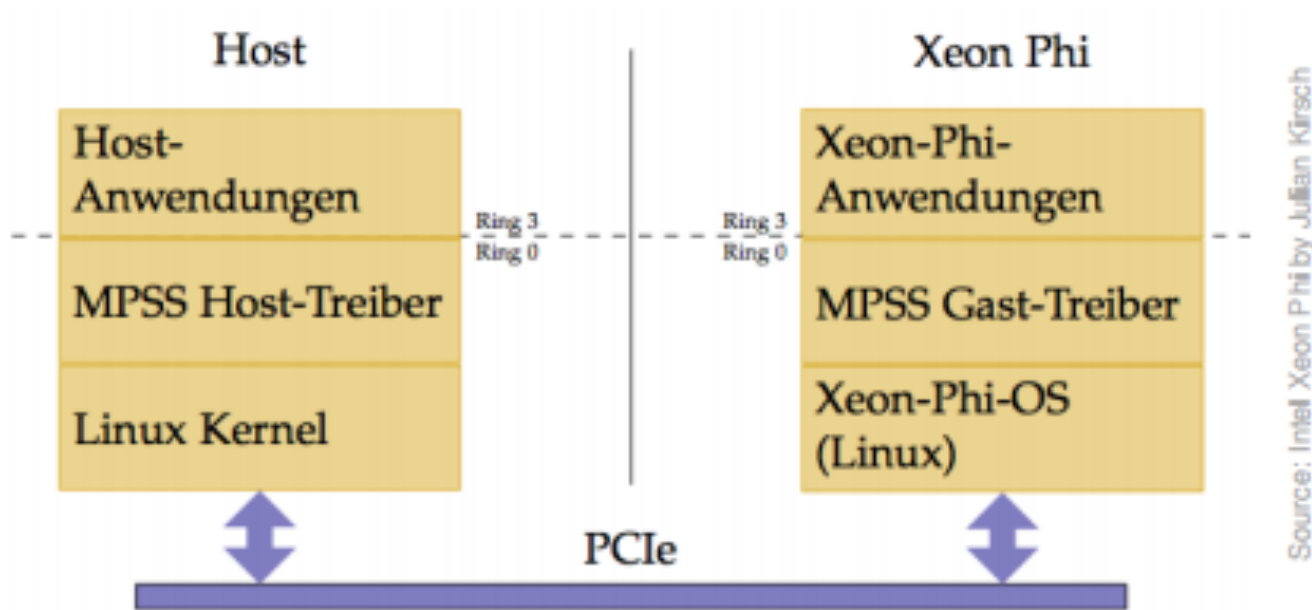 Host
Xeon Phi
Host-
Anwendungen
Xeon-Phi-
Anwendungen
Ring 3
Ring 0
Ring 3
Ring 0
MPSS Host-Treiber
MPSS Gast-Treiber
Linux Kernel
Xeon-Phi-OS
(Linux)
PCIe
Source: Intel Xeon Phi by Jullian Kirsch